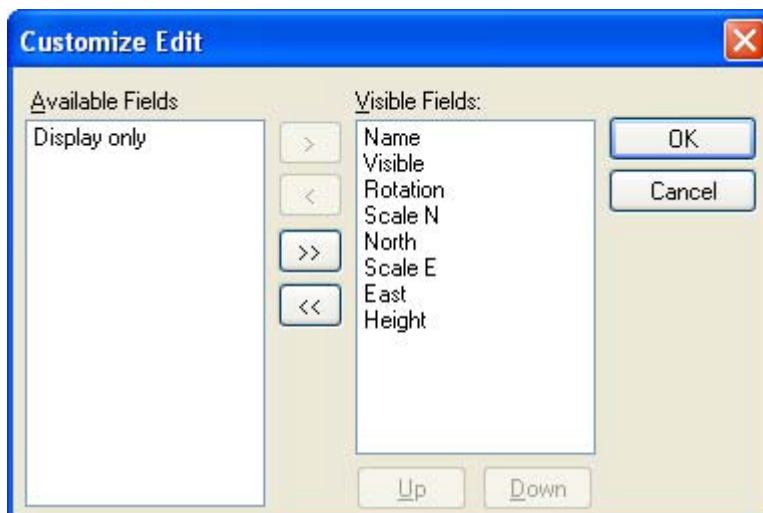 Customize Edit
Available Fields
Display only
>
<
>>
<<
Visible Fields:
Name
Visible
Rotation
Scale N
North
Scale E
East
Height
Up
Down
OK
Cancel